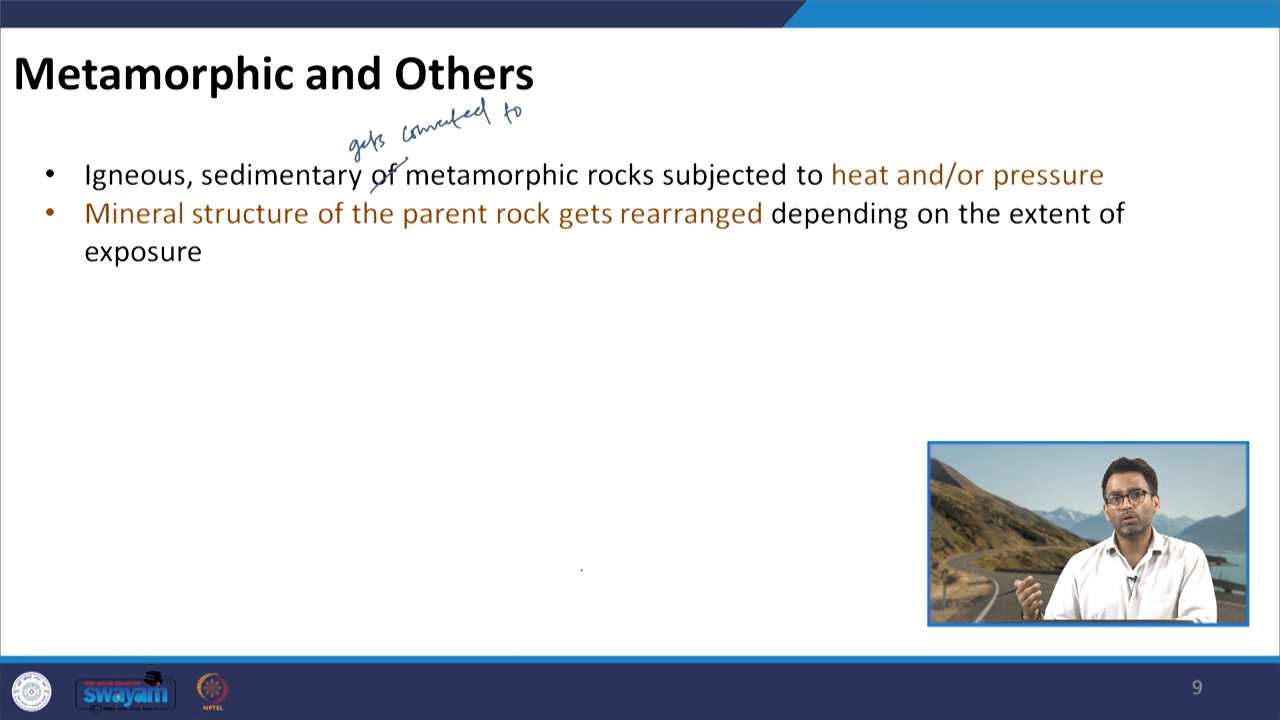 Metamorphic and Others
gets converted to
• Igneous, sedimentary of metamorphic rocks subjected to heat and/or pressure
• Mineral structure of the parent rock gets rearranged depending on the extent of
exposure
swayam
NPTEL
9